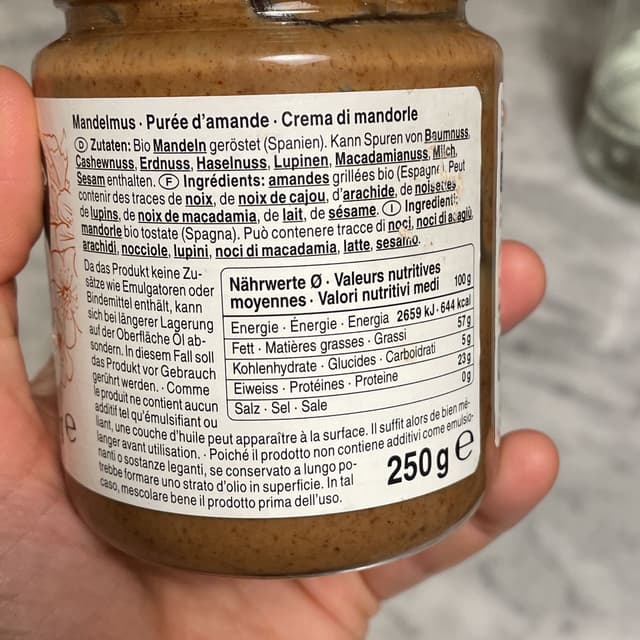 Mandelmus · Purée d'amande · Crema di mandorle
D Zutaten: Bio Mandeln geröstet (Spanien). Kann Spuren von Baumnuss,
Cashewnuss, Erdnuss, Haselnuss, Lupinen, Macadamianuss, Milch,
Sesam enthalten. F Ingrédients: amandes grillées bio (Espagne). Peut
contenir des traces de noix, de noix de cajou, d'arachide, de noisettes,
de lupins, de noix de macadamia, de lait, de sésame. I Ingredienti:
mandorle bio tostate (Spagna). Può contenere tracce di noci, noci di acagiù,
arachidi, nocciole, lupini, noci di macadamia, latte, sesamo.
Da das Produkt keine Zu-
sätze wie Emulgatoren oder
Bindemittel enthält, kann
sich bei längerer Lagerung
auf der Oberfläche Öl ab-
sondern. In diesem Fall soll
das Produkt vor Gebrauch
gerührt werden. · Comme
le produit ne contient aucun
additif tel qu'émulsifiant ou
liant, une couche d'huile peut apparaître à la surface. Il suffit alors de bien mé-
langer avant utilisation. · Poiché il prodotto non contiene additivi come emulsio-
nanti o sostanze leganti, se conservato a lungo po-
trebbe formare uno strato d'olio in superficie. In tal
caso, mescolare bene il prodotto prima dell'uso.
Nährwerte Ø · Valeurs nutritives
moyennes · Valori nutritivi medi 100 g
Energie · Énergie · Energia 2659 kJ - 644 kcal
Fett · Matières grasses · Grassi 57g
Kohlenhydrate · Glucides · Carboidrati 5g
Eiweiss · Protéines · Proteine 23g
Salz · Sel · Sale 0g
250 g e